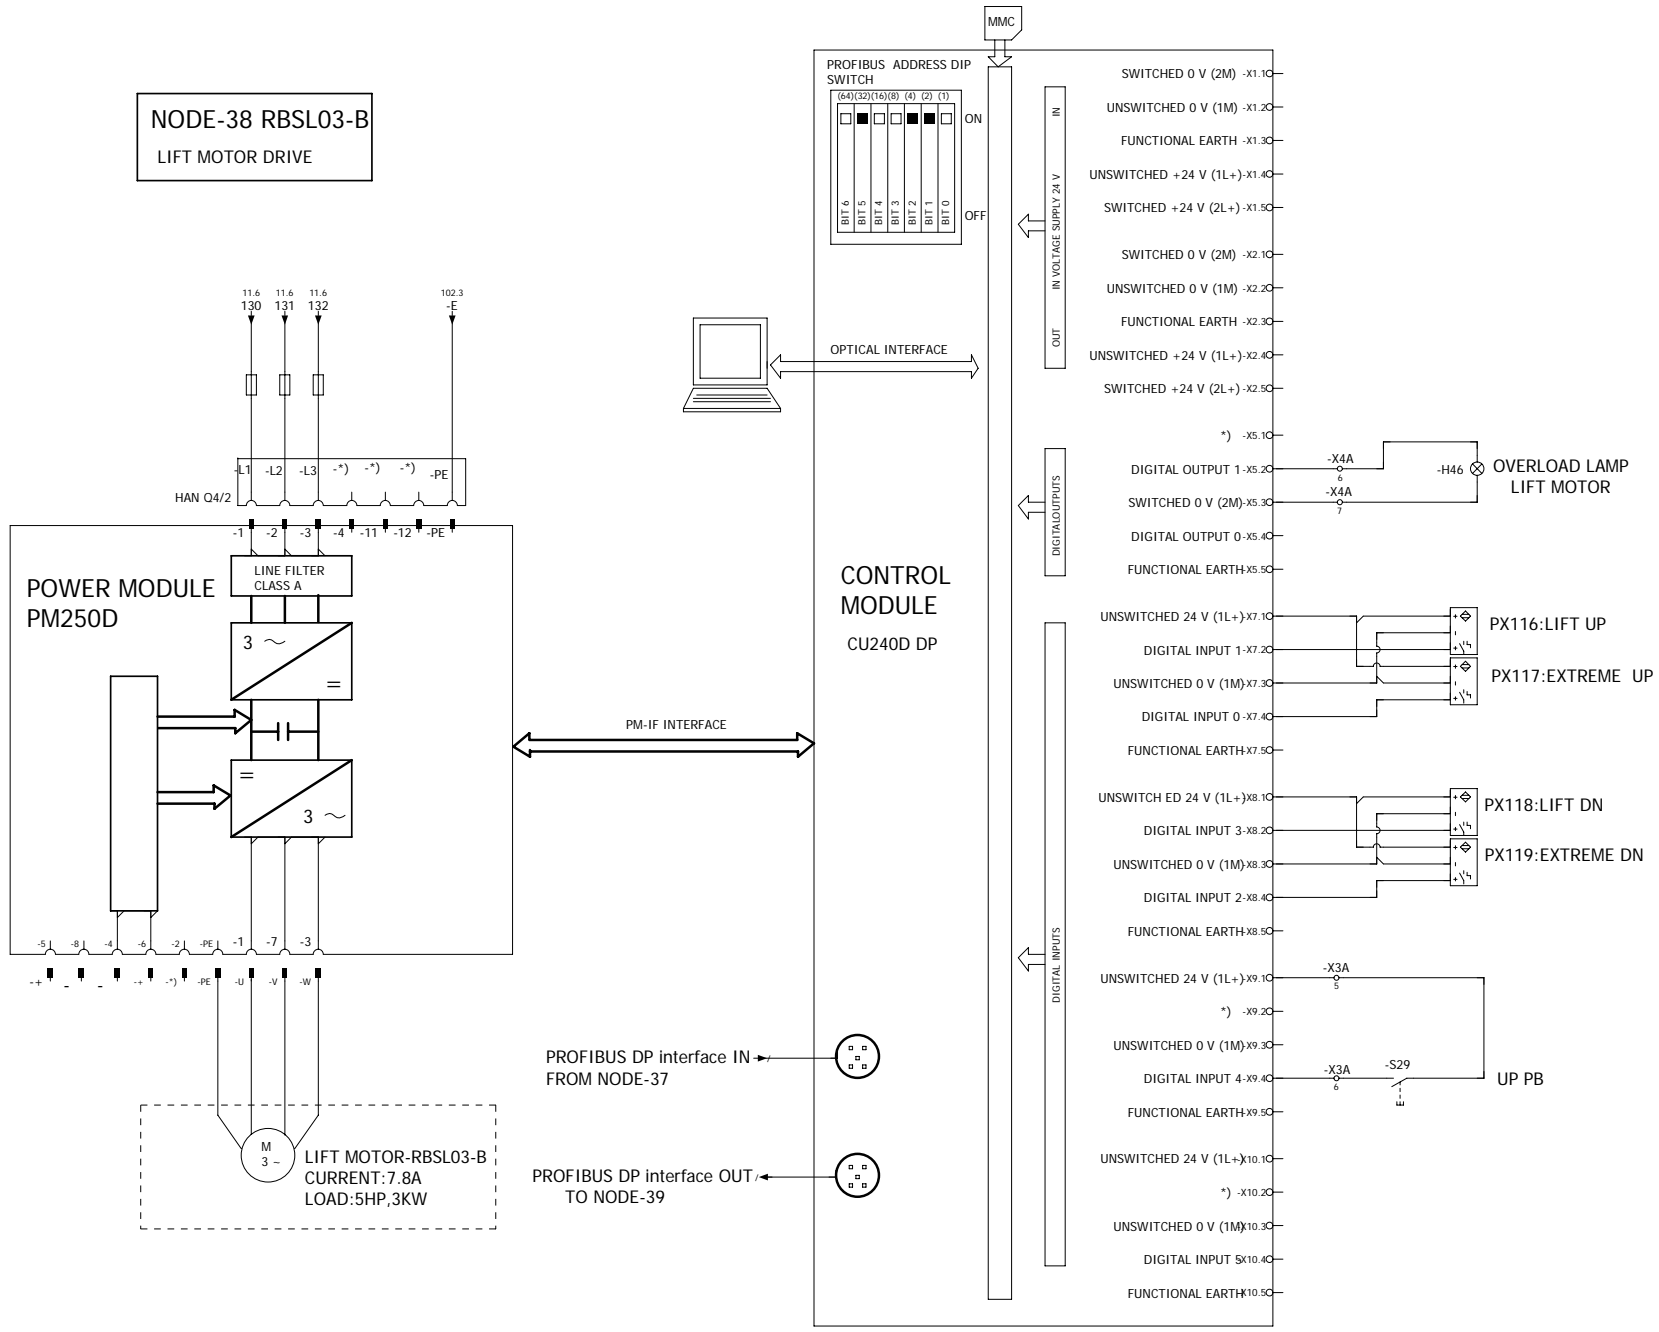 MMC
NODE-38 RBSL03-B
LIFT MOTOR DRIVE
PROFIBUS ADDRESS DIP
SWITCH
(64)(32)(16)(8) (4) (2) (1)
ON
BIT 6
BIT 5
BIT 4
BIT 3
BIT 2
BIT 1
BIT 0
OFF
11.6 11.6 11.6 102.3
130 131 132 -E
-L1 -L2 -L3 -*) -*) -*) -PE
HAN Q4/2
-1 -2 -3 -4 -11 -12 -PE
LINE FILTER
CLASS A
POWER MODULE
PM250D
3 ~
=
=
3 ~
-5 -8 -4 -6 -2 -PE -1 -7 -3
-+ - - -+ -*) -PE -U -V -W
M
3 ~
LIFT MOTOR-RBSL03-B
CURRENT:7.8A
LOAD:5HP,3KW
OPTICAL INTERFACE
PM-IF INTERFACE
CONTROL
MODULE
CU240D DP
PROFIBUS DP interface IN
FROM NODE-37
PROFIBUS DP interface OUT
TO NODE-39
IN
IN VOLTAGE SUPPLY 24 V
OUT
DIGITALOUTPUTS
DIGITAL INPUTS
SWITCHED 0 V (2M) -X1.1
UNSWITCHED 0 V (1M) -X1.2
FUNCTIONAL EARTH -X1.3
UNSWITCHED +24 V (1L+) -X1.4
SWITCHED +24 V (2L+) -X1.5
SWITCHED 0 V (2M) -X2.1
UNSWITCHED 0 V (1M) -X2.2
FUNCTIONAL EARTH -X2.3
UNSWITCHED +24 V (1L+) -X2.4
SWITCHED +24 V (2L+) -X2.5
*) -X5.1
DIGITAL OUTPUT 1 -X5.2
SWITCHED 0 V (2M) -X5.3
DIGITAL OUTPUT 0 -X5.4
FUNCTIONAL EARTH -X5.5
-X4A
6
-X4A
7
-H46
OVERLOAD LAMP
LIFT MOTOR
UNSWITCHED 24 V (1L+) -X7.1
DIGITAL INPUT 1 -X7.2
UNSWITCHED 0 V (1M) -X7.3
DIGITAL INPUT 0 -X7.4
FUNCTIONAL EARTH -X7.5
PX116:LIFT UP
PX117:EXTREME UP
UNSWITCH ED 24 V (1L+) -X8.1
DIGITAL INPUT 3 -X8.2
UNSWITCHED 0 V (1M) -X8.3
DIGITAL INPUT 2 -X8.4
FUNCTIONAL EARTH -X8.5
PX118:LIFT DN
PX119:EXTREME DN
UNSWITCHED 24 V (1L+) -X9.1
*) -X9.2
UNSWITCHED 0 V (1M) -X9.3
DIGITAL INPUT 4 -X9.4
FUNCTIONAL EARTH -X9.5
-X3A
5
-X3A
6
-S29
UP PB
UNSWITCHED 24 V (1L+) -X10.1
*) -X10.2
UNSWITCHED 0 V (1M) -X10.3
DIGITAL INPUT 5 -X10.4
FUNCTIONAL EARTH -X10.5